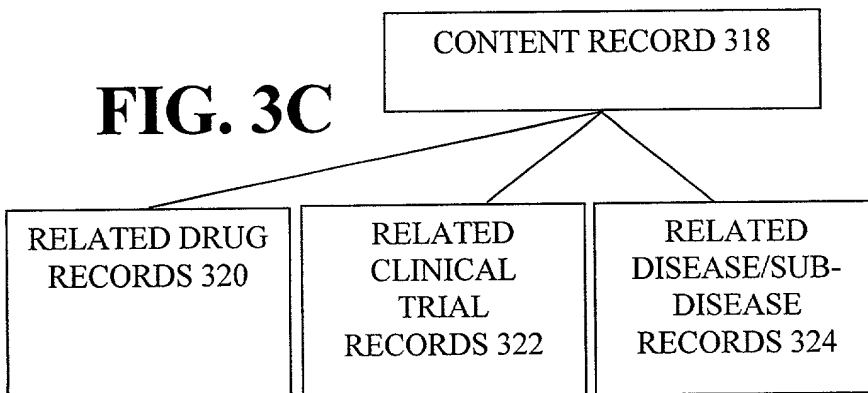 CONTENT RECORD 318
FIG. 3C
RELATED DRUG
RECORDS 320
RELATED
CLINICAL
TRIAL
RECORDS 322
RELATED
DISEASE/SUB-
DISEASE
RECORDS 324